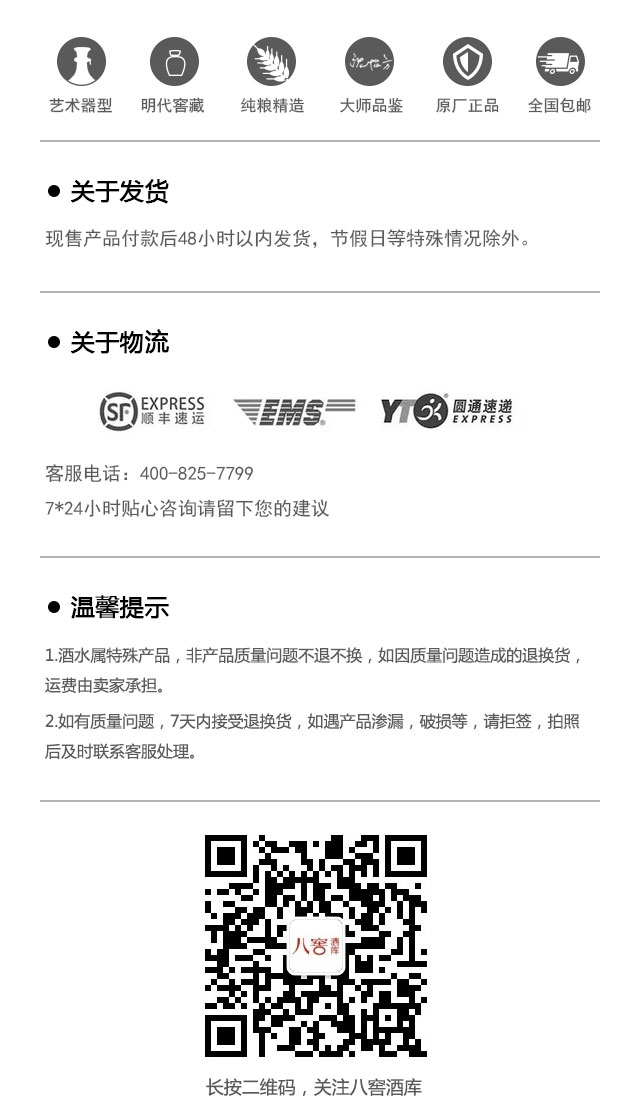 艺术器型 明代窖藏 纯粮精造 大师品鉴 原厂正品 全国包邮
● 关于发货
现售产品付款后48小时以内发货，节假日等特殊情况除外。
● 关于物流
SF EXPRESS 顺丰速运 EMS YTO 圆通速递 EXPRESS
客服电话：400-825-7799
7*24小时贴心咨询请留下您的建议
● 温馨提示
1.酒水属特殊产品，非产品质量问题不退不换，如因质量问题造成的退换货，
运费由卖家承担。
2.如有质量问题，7天内接受退换货，如遇产品渗漏，破损等，请拒签，拍照
后及时联系客服处理。
八窖酒库
长按二维码，关注八窖酒库